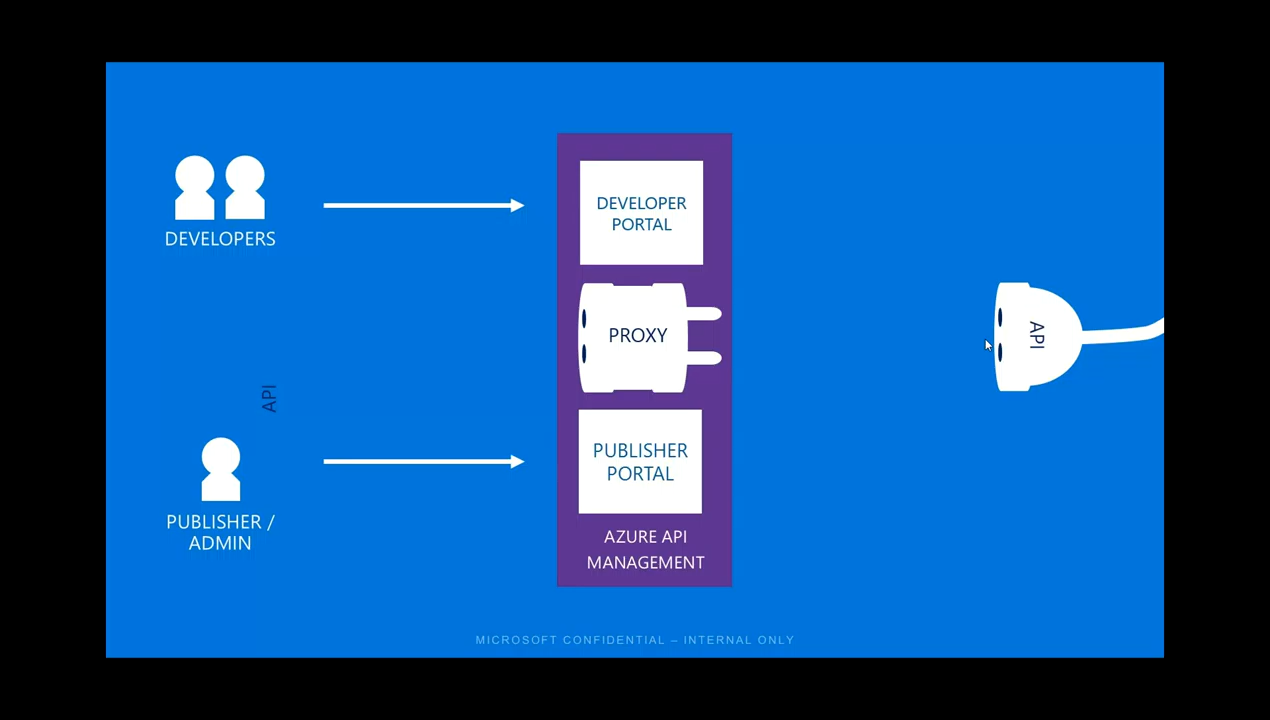 DEVELOPERS
DEVELOPER
PORTAL
PROXY
API
API
PUBLISHER /
ADMIN
PUBLISHER
PORTAL
AZURE API
MANAGEMENT
MICROSOFT CONFIDENTIAL – INTERNAL ONLY